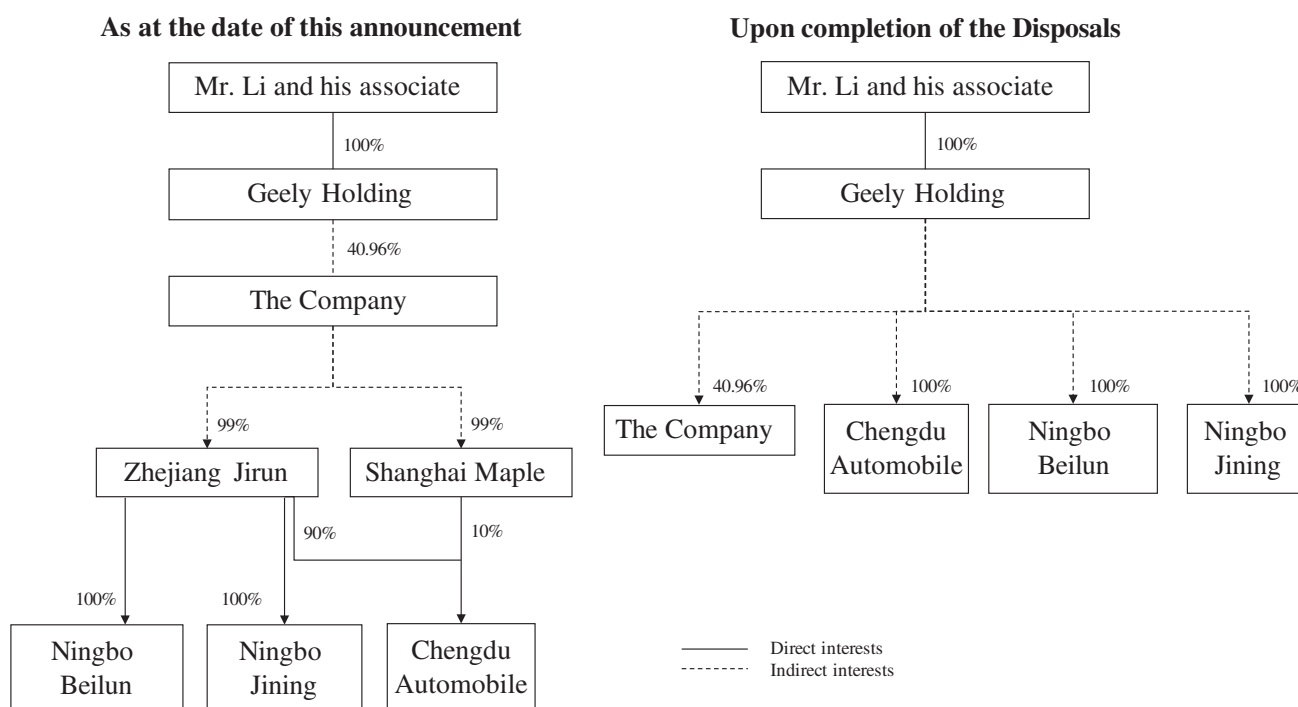 As at the date of this announcement
Mr. Li and his associate
100%
Geely Holding
40.96%
The Company
99%
99%
Zhejiang Jirun
Shanghai Maple
90%
10%
100%
100%
Ningbo
Beilun
Ningbo
Jining
Chengdu
Automobile
Upon completion of the Disposals
Mr. Li and his associate
100%
Geely Holding
40.96%
100%
100%
100%
The Company
Chengdu
Automobile
Ningbo
Beilun
Ningbo
Jining
Direct interests
Indirect interests